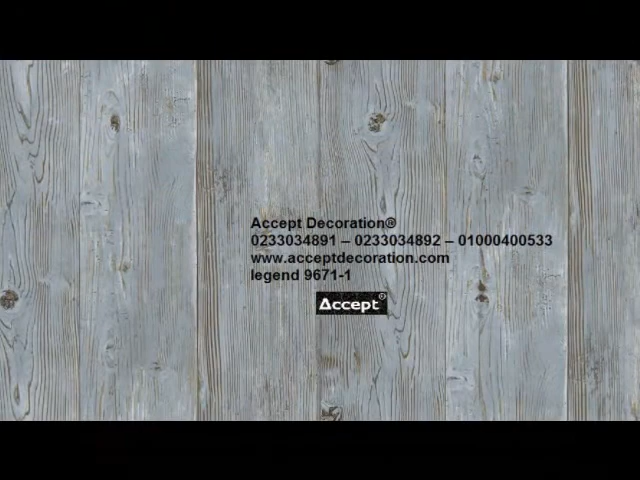 Accept Decoration®
0233034891 – 0233034892 – 01000400533
www.acceptdecoration.com
legend 9671-1
Accept®